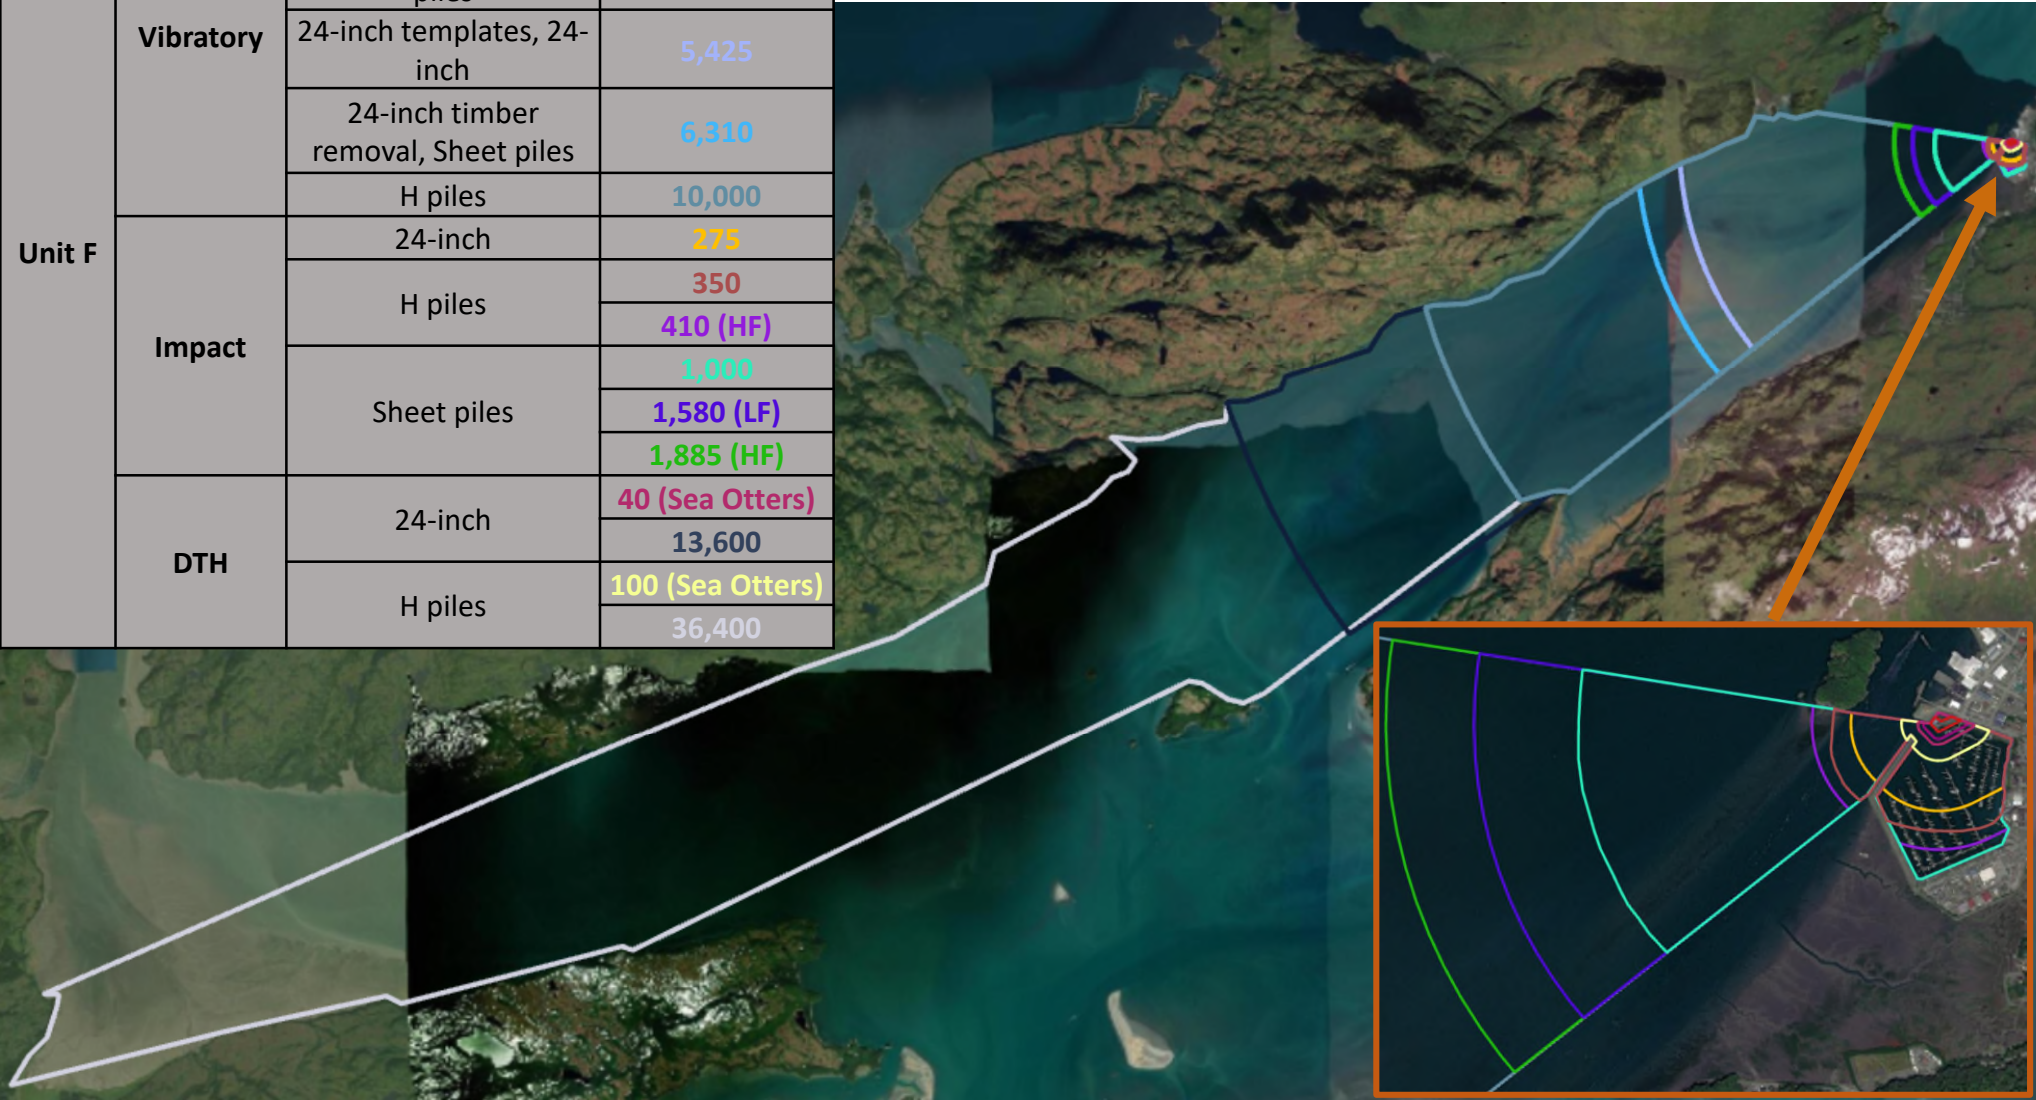 piles
Vibratory
24-inch templates, 24-
inch
5,425
24-inch timber
removal, Sheet piles
6,310
H piles
10,000
Unit F
Impact
24-inch
275
H piles
350
410 (HF)
Sheet piles
1,000
1,580 (LF)
1,885 (HF)
DTH
24-inch
40 (Sea Otters)
13,600
H piles
100 (Sea Otters)
36,400